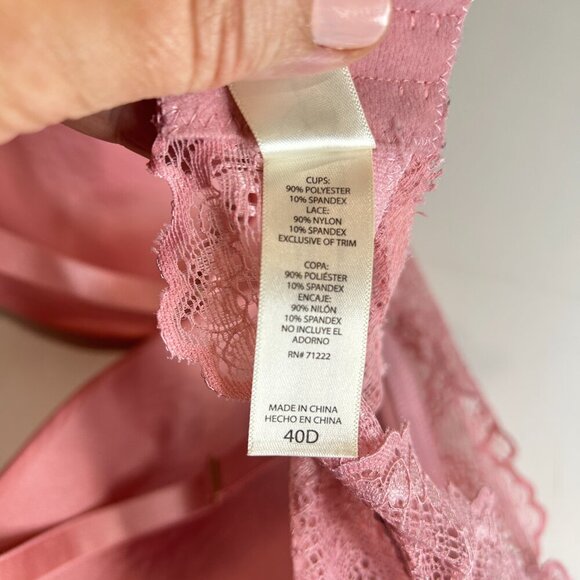 CUPS:
90% POLYESTER
10% SPANDEX
LACE:
90% NYLON
10% SPANDEX
EXCLUSIVE OF TRIM
COPA:
90% POLIÉSTER
10% SPANDEX
ENCAJE:
90% NILÓN
10% SPANDEX
NO INCLUYE EL
ADORNO
RN# 71222
MADE IN CHINA
HECHO EN CHINA
40D